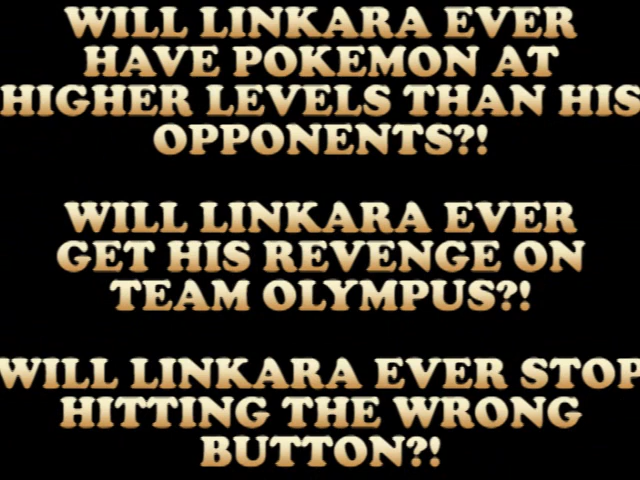 WILL LINKARA EVER
HAVE POKEMON AT
HIGHER LEVELS THAN HIS
OPPONENTS?!
WILL LINKARA EVER
GET HIS REVENGE ON
TEAM OLYMPUS?!
WILL LINKARA EVER STOP
HITTING THE WRONG
BUTTON?!